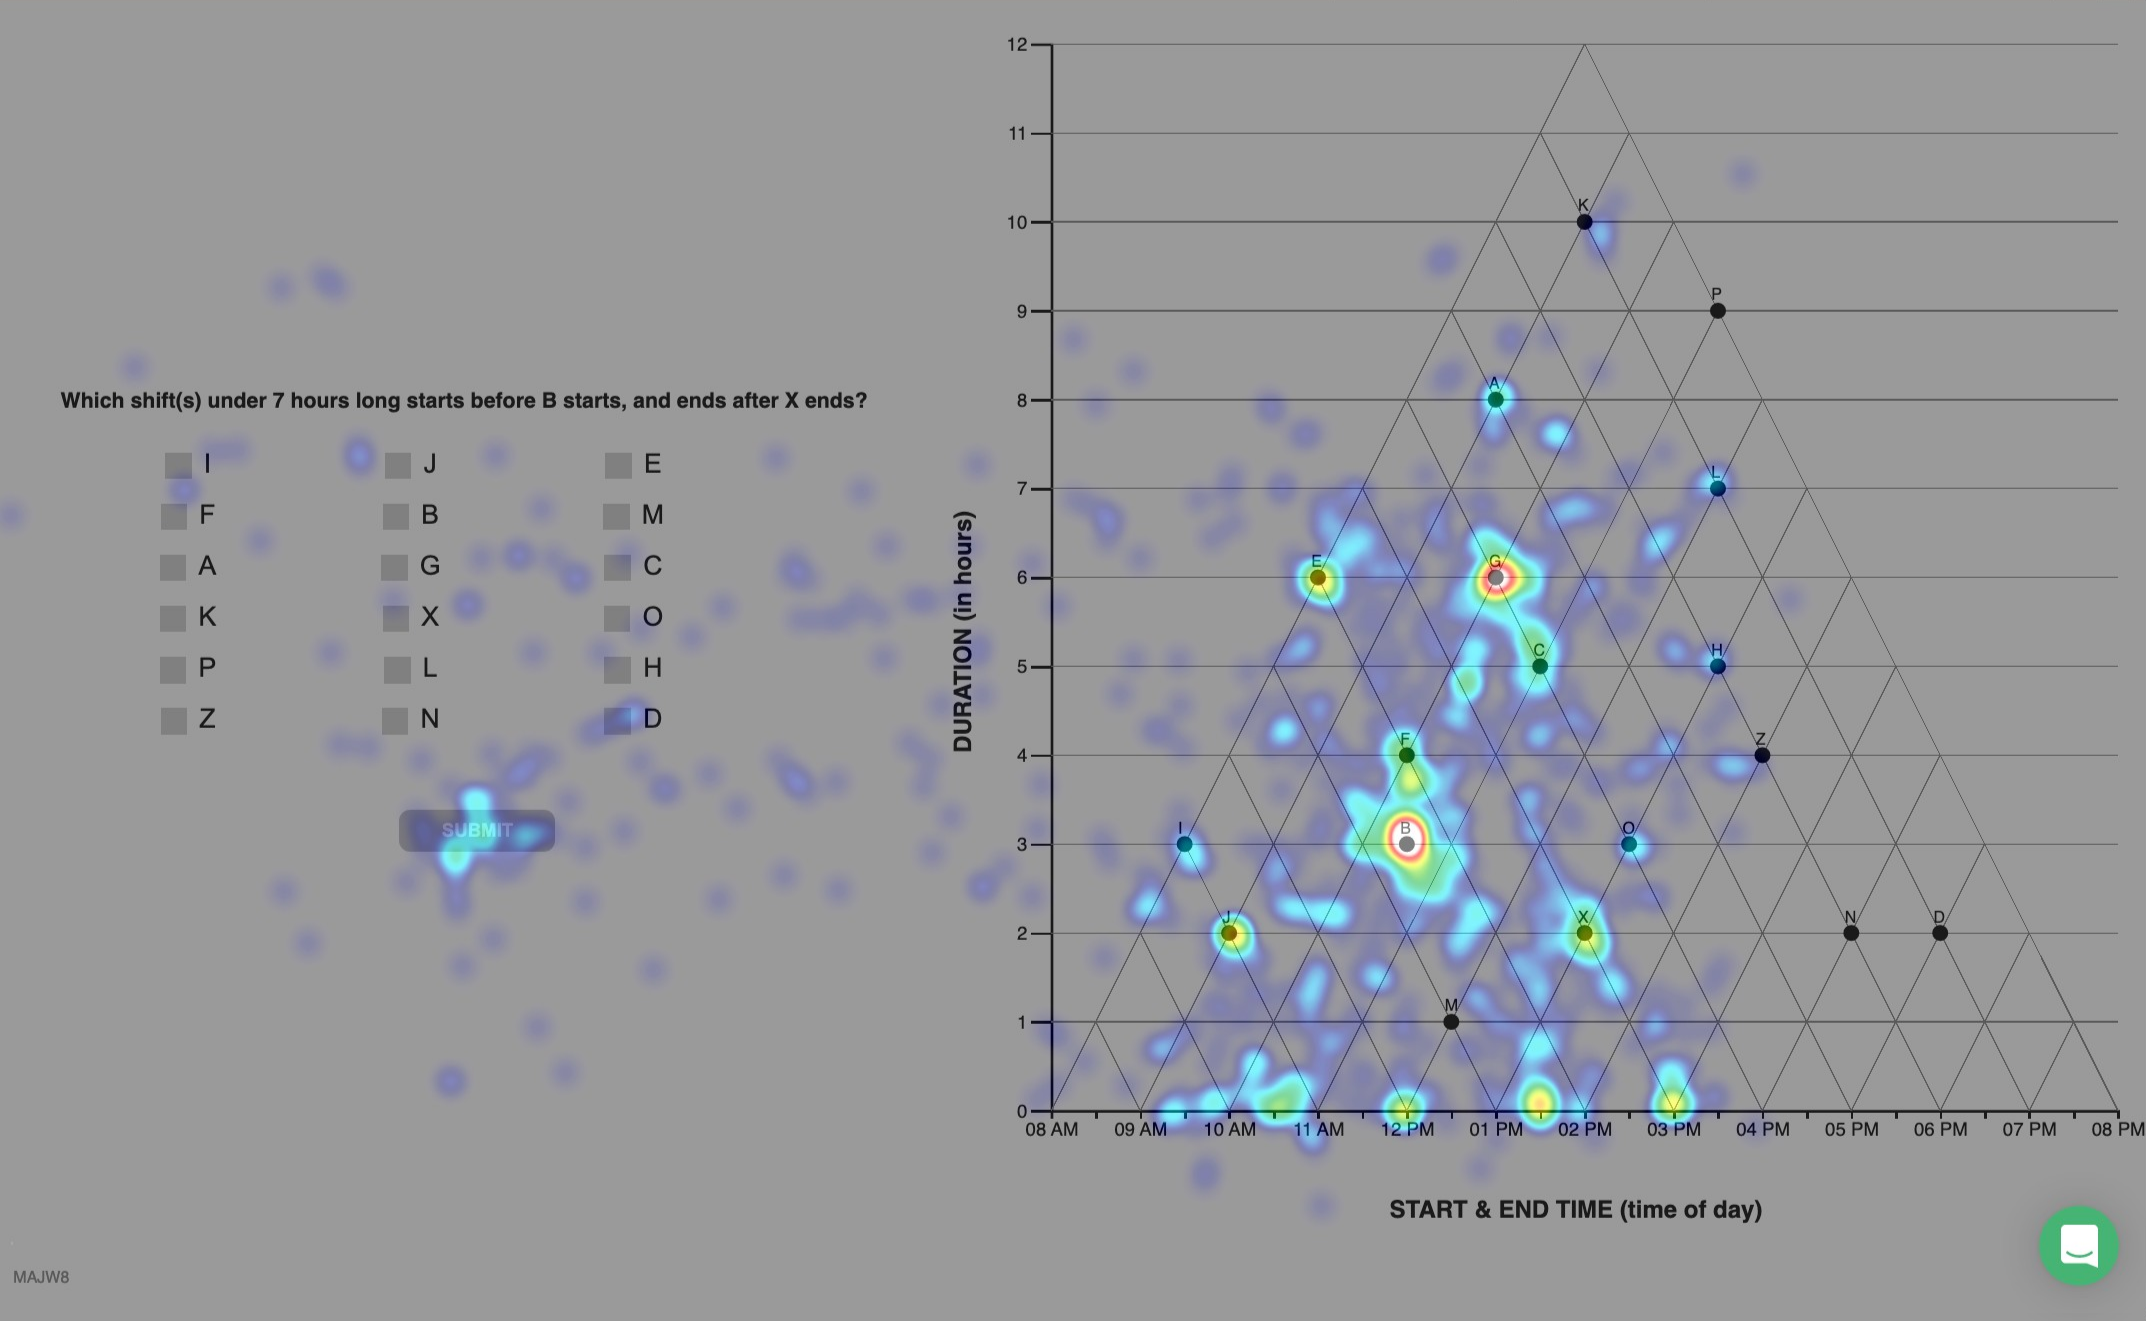 Which shift(s) under 7 hours long starts before B starts, and ends after X ends?
I J E
F B M
A G C
K X O
P L H
Z N D
SUBMIT
MAJW8
DURATION (in hours)
12
11
10
9
8
7
6
5
4
3
2
1
0
K
P
A
L
E G
C H
F Z
I B O
J X N D
M
08 AM 09 AM 10 AM 11 AM 12 PM 01 PM 02 PM 03 PM 04 PM 05 PM 06 PM 07 PM 08 PM
START & END TIME (time of day)